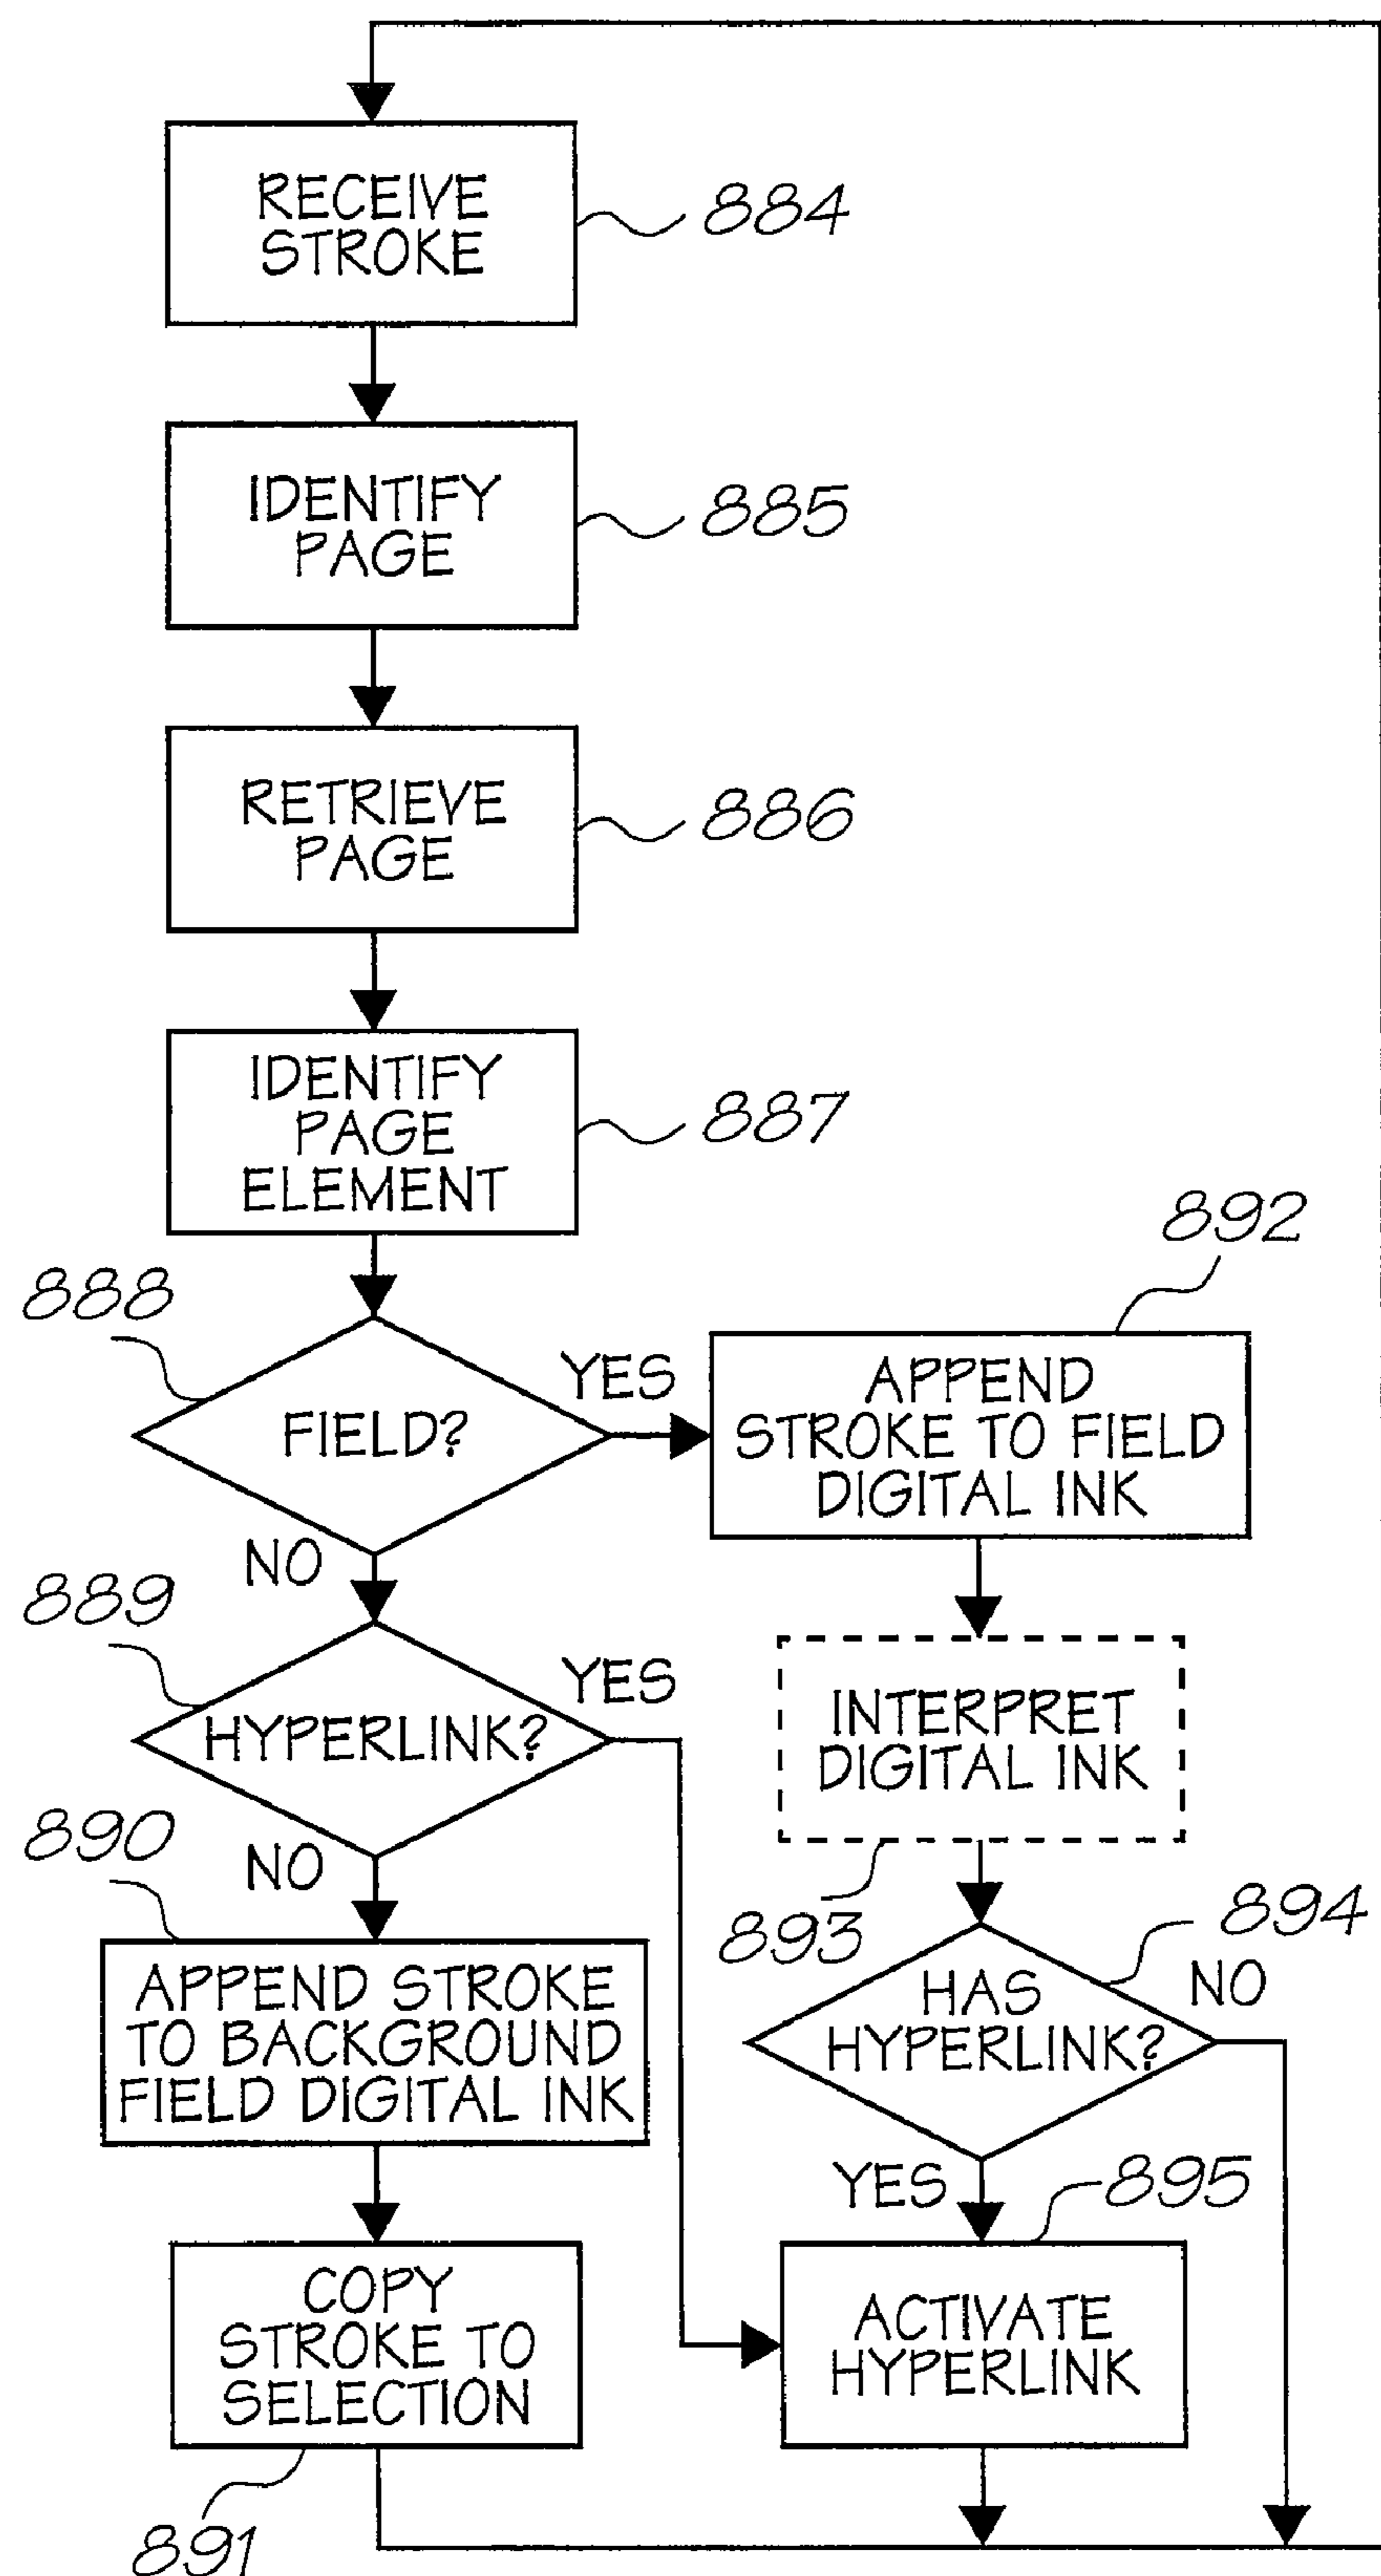 RECEIVE
STROKE
884
IDENTIFY
PAGE
885
RETRIEVE
PAGE
886
IDENTIFY
PAGE
ELEMENT
887
888
FIELD?
YES
NO
892
APPEND
STROKE TO FIELD
DIGITAL INK
889
HYPERLINK?
YES
NO
INTERPRET
DIGITAL INK
893
890
APPEND STROKE
TO BACKGROUND
FIELD DIGITAL INK
894
HAS
HYPERLINK?
NO
YES
895
COPY
STROKE TO
SELECTION
891
ACTIVATE
HYPERLINK